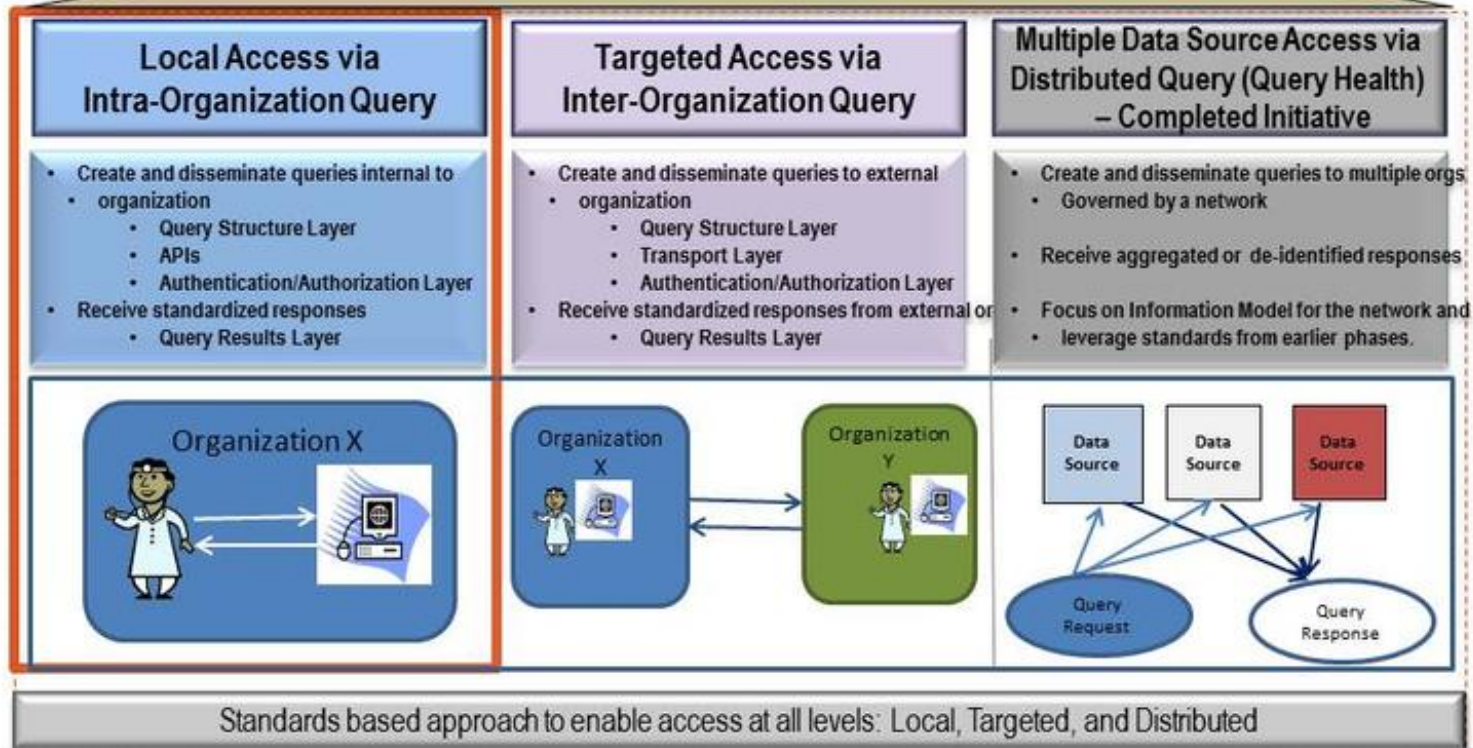 Local Access via
Intra-Organization Query
• Create and disseminate queries internal to
• organization
• Query Structure Layer
• APIs
• Authentication/Authorization Layer
• Receive standardized responses
• Query Results Layer
Organization X
Targeted Access via
Inter-Organization Query
• Create and disseminate queries to external
• organization
• Query Structure Layer
• Transport Layer
• Authentication/Authorization Layer
• Receive standardized responses from external or
• Query Results Layer
Organization
X
Organization
Y
Multiple Data Source Access via
Distributed Query (Query Health)
– Completed Initiative
• Create and disseminate queries to multiple orgs
• Governed by a network
• Receive aggregated or de-identified responses
• Focus on Information Model for the network and
• leverage standards from earlier phases.
Data
Source
Data
Source
Data
Source
Query
Request
Query
Response
Standards based approach to enable access at all levels: Local, Targeted, and Distributed